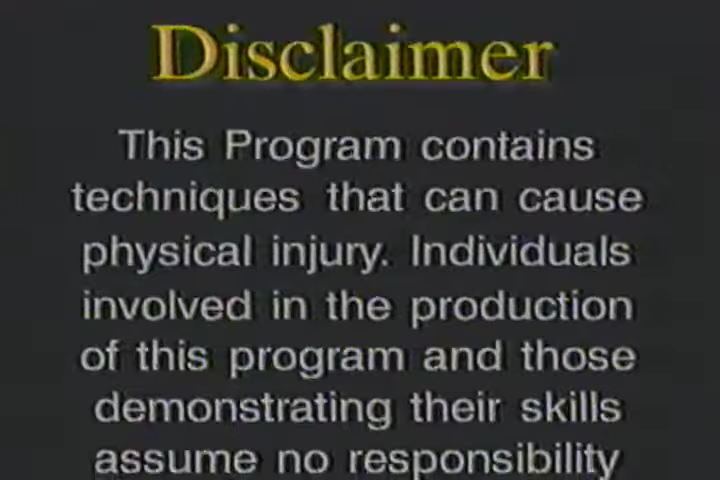 Disclaimer
This Program contains
techniques that can cause
physical injury. Individuals
involved in the production
of this program and those
demonstrating their skills
assume no responsibility